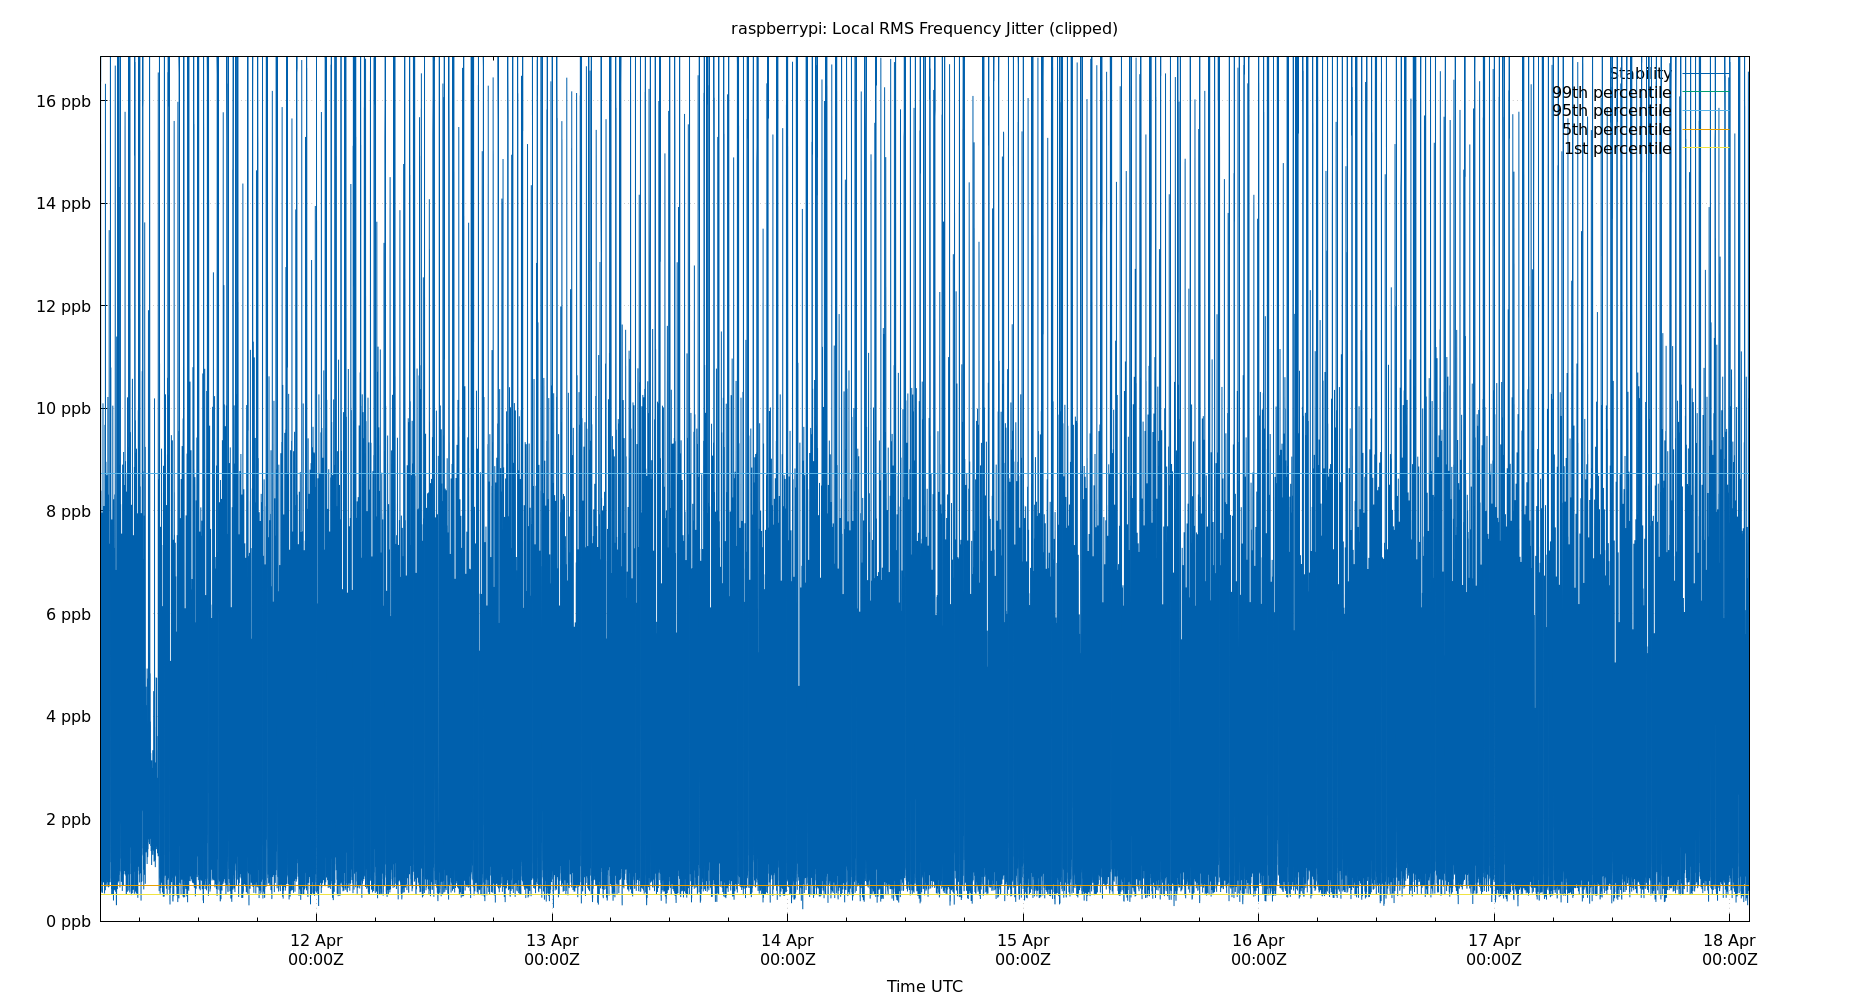 raspberrypi: Local RMS Frequency Jitter (clipped)
16 ppb
14 ppb
12 ppb
10 ppb
8 ppb
6 ppb
4 ppb
2 ppb
0 ppb
Stability
99th percentile
95th percentile
5th percentile
1st percentile
12 Apr 13 Apr 14 Apr 15 Apr 16 Apr 17 Apr 18 Apr
00:00Z 00:00Z 00:00Z 00:00Z 00:00Z 00:00Z 00:00Z
Time UTC